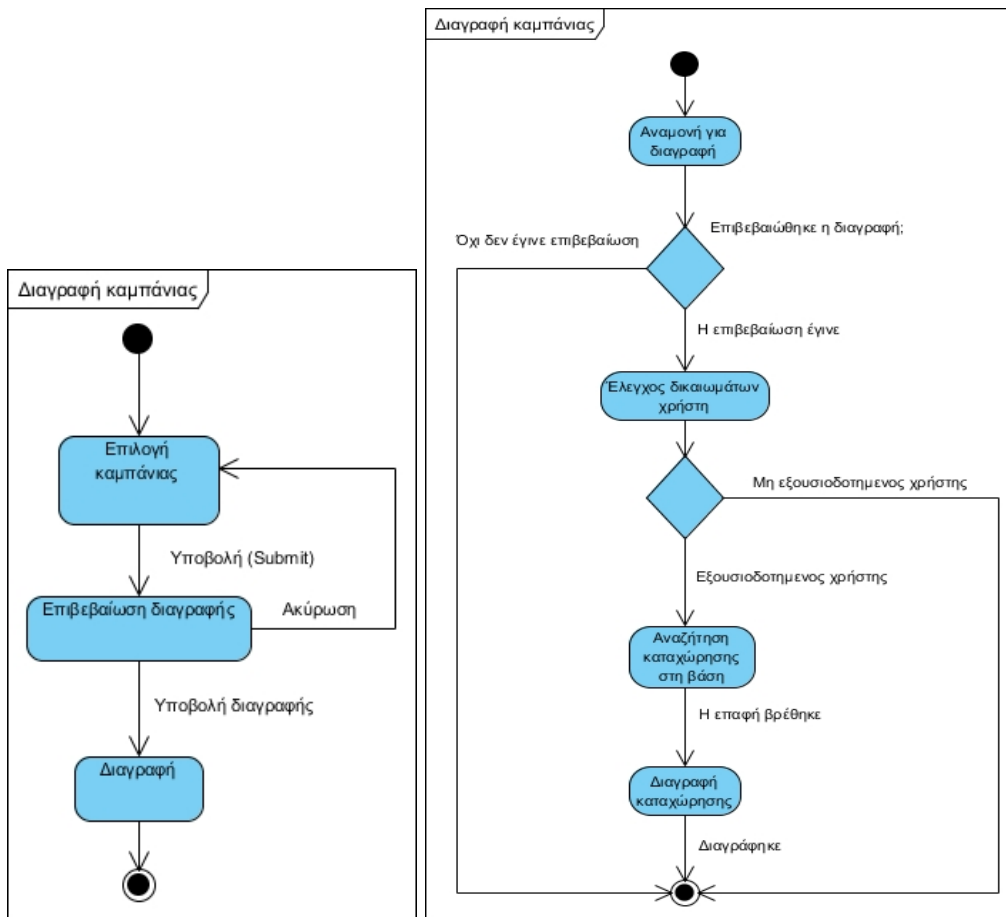 Διαγραφή καμπάνιας
Επιλογή
καμπάνιας
Υποβολή (Submit)
Επιβεβαίωση διαγραφής
Ακύρωση
Υποβολή διαγραφής
Διαγραφή
Διαγραφή καμπάνιας
Αναμονή για
διαγραφή
Επιβεβαιώθηκε η διαγραφή;
Όχι δεν έγινε επιβεβαίωση
Η επιβεβαίωση έγινε
Έλεγχος δικαιωμάτων
χρήστη
Μη εξουσιοδοτημενος χρήστης
Εξουσιοδοτημενος χρήστης
Αναζήτηση
καταχώρησης
στη βάση
Η επαφή βρέθηκε
Διαγραφή
καταχώρησης
Διαγράφηκε